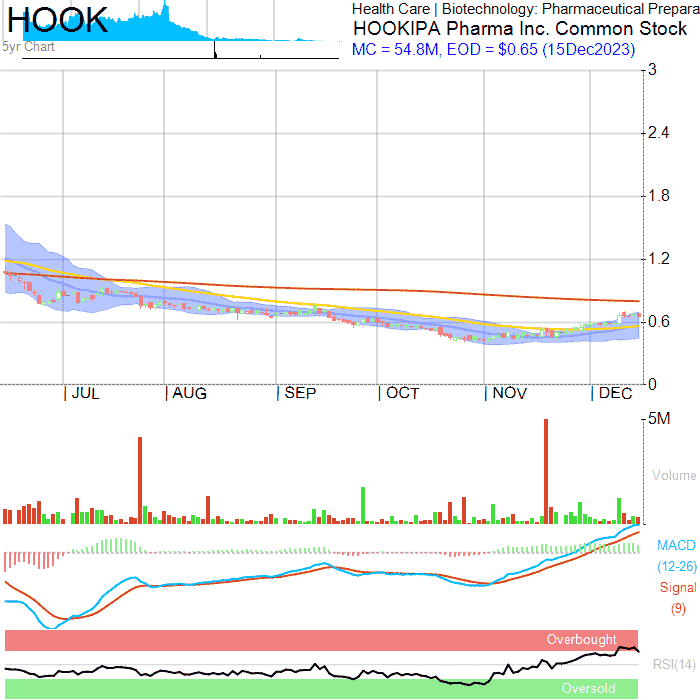 HOOK
Health Care | Biotechnology: Pharmaceutical Prepara
HOOKIPA Pharma Inc. Common Stock
5yr Chart
MC = 54.8M, EOD = $0.65 (15Dec2023)
3
2.4
1.8
1.2
0.6
0
JUL AUG SEP OCT NOV DEC
5M
Volume
MACD
(12-26)
Signal
(9)
Overbought
RSI(14)
Oversold